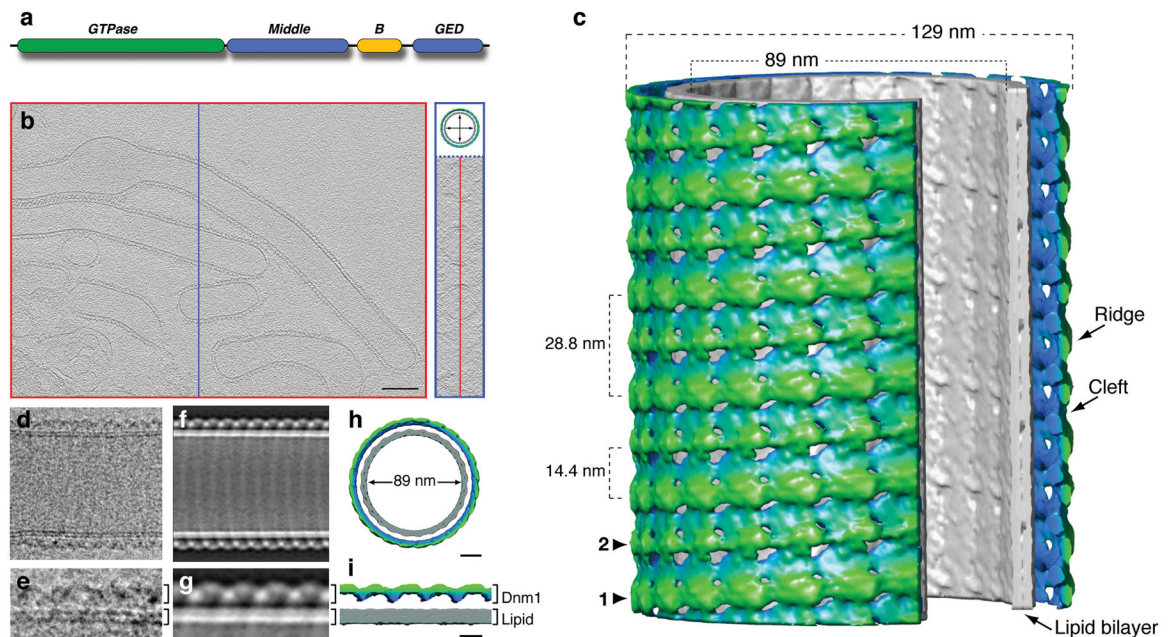 a
GTPase Middle B GED
b
c
129 nm
89 nm
28.8 nm
14.4 nm
2
1
Ridge
Cleft
Lipid bilayer
d
f
h
89 nm
e
g
i
Dnm1
Lipid